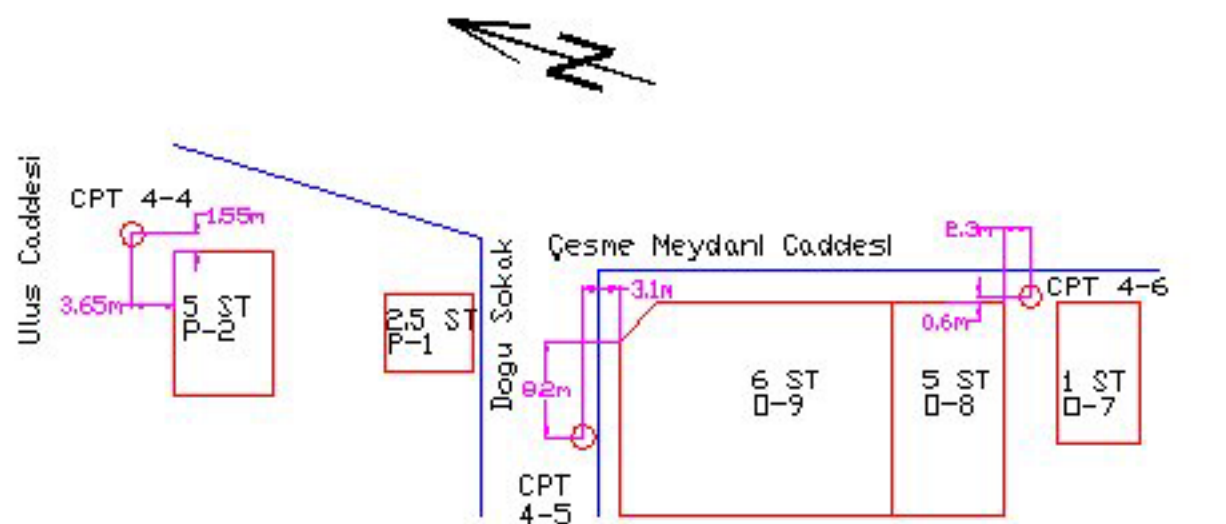 N
Ulus Caddesi
CPT 4-4
1.55m
3.65m
5 ST
P-2
2.5 ST
P-1
Dogu Sokak
Çesme Meydanı Caddesi
3.1m
8.2m
CPT
4-5
6 ST
O-9
5 ST
O-8
2.3m
0.6m
CPT 4-6
1 ST
O-7